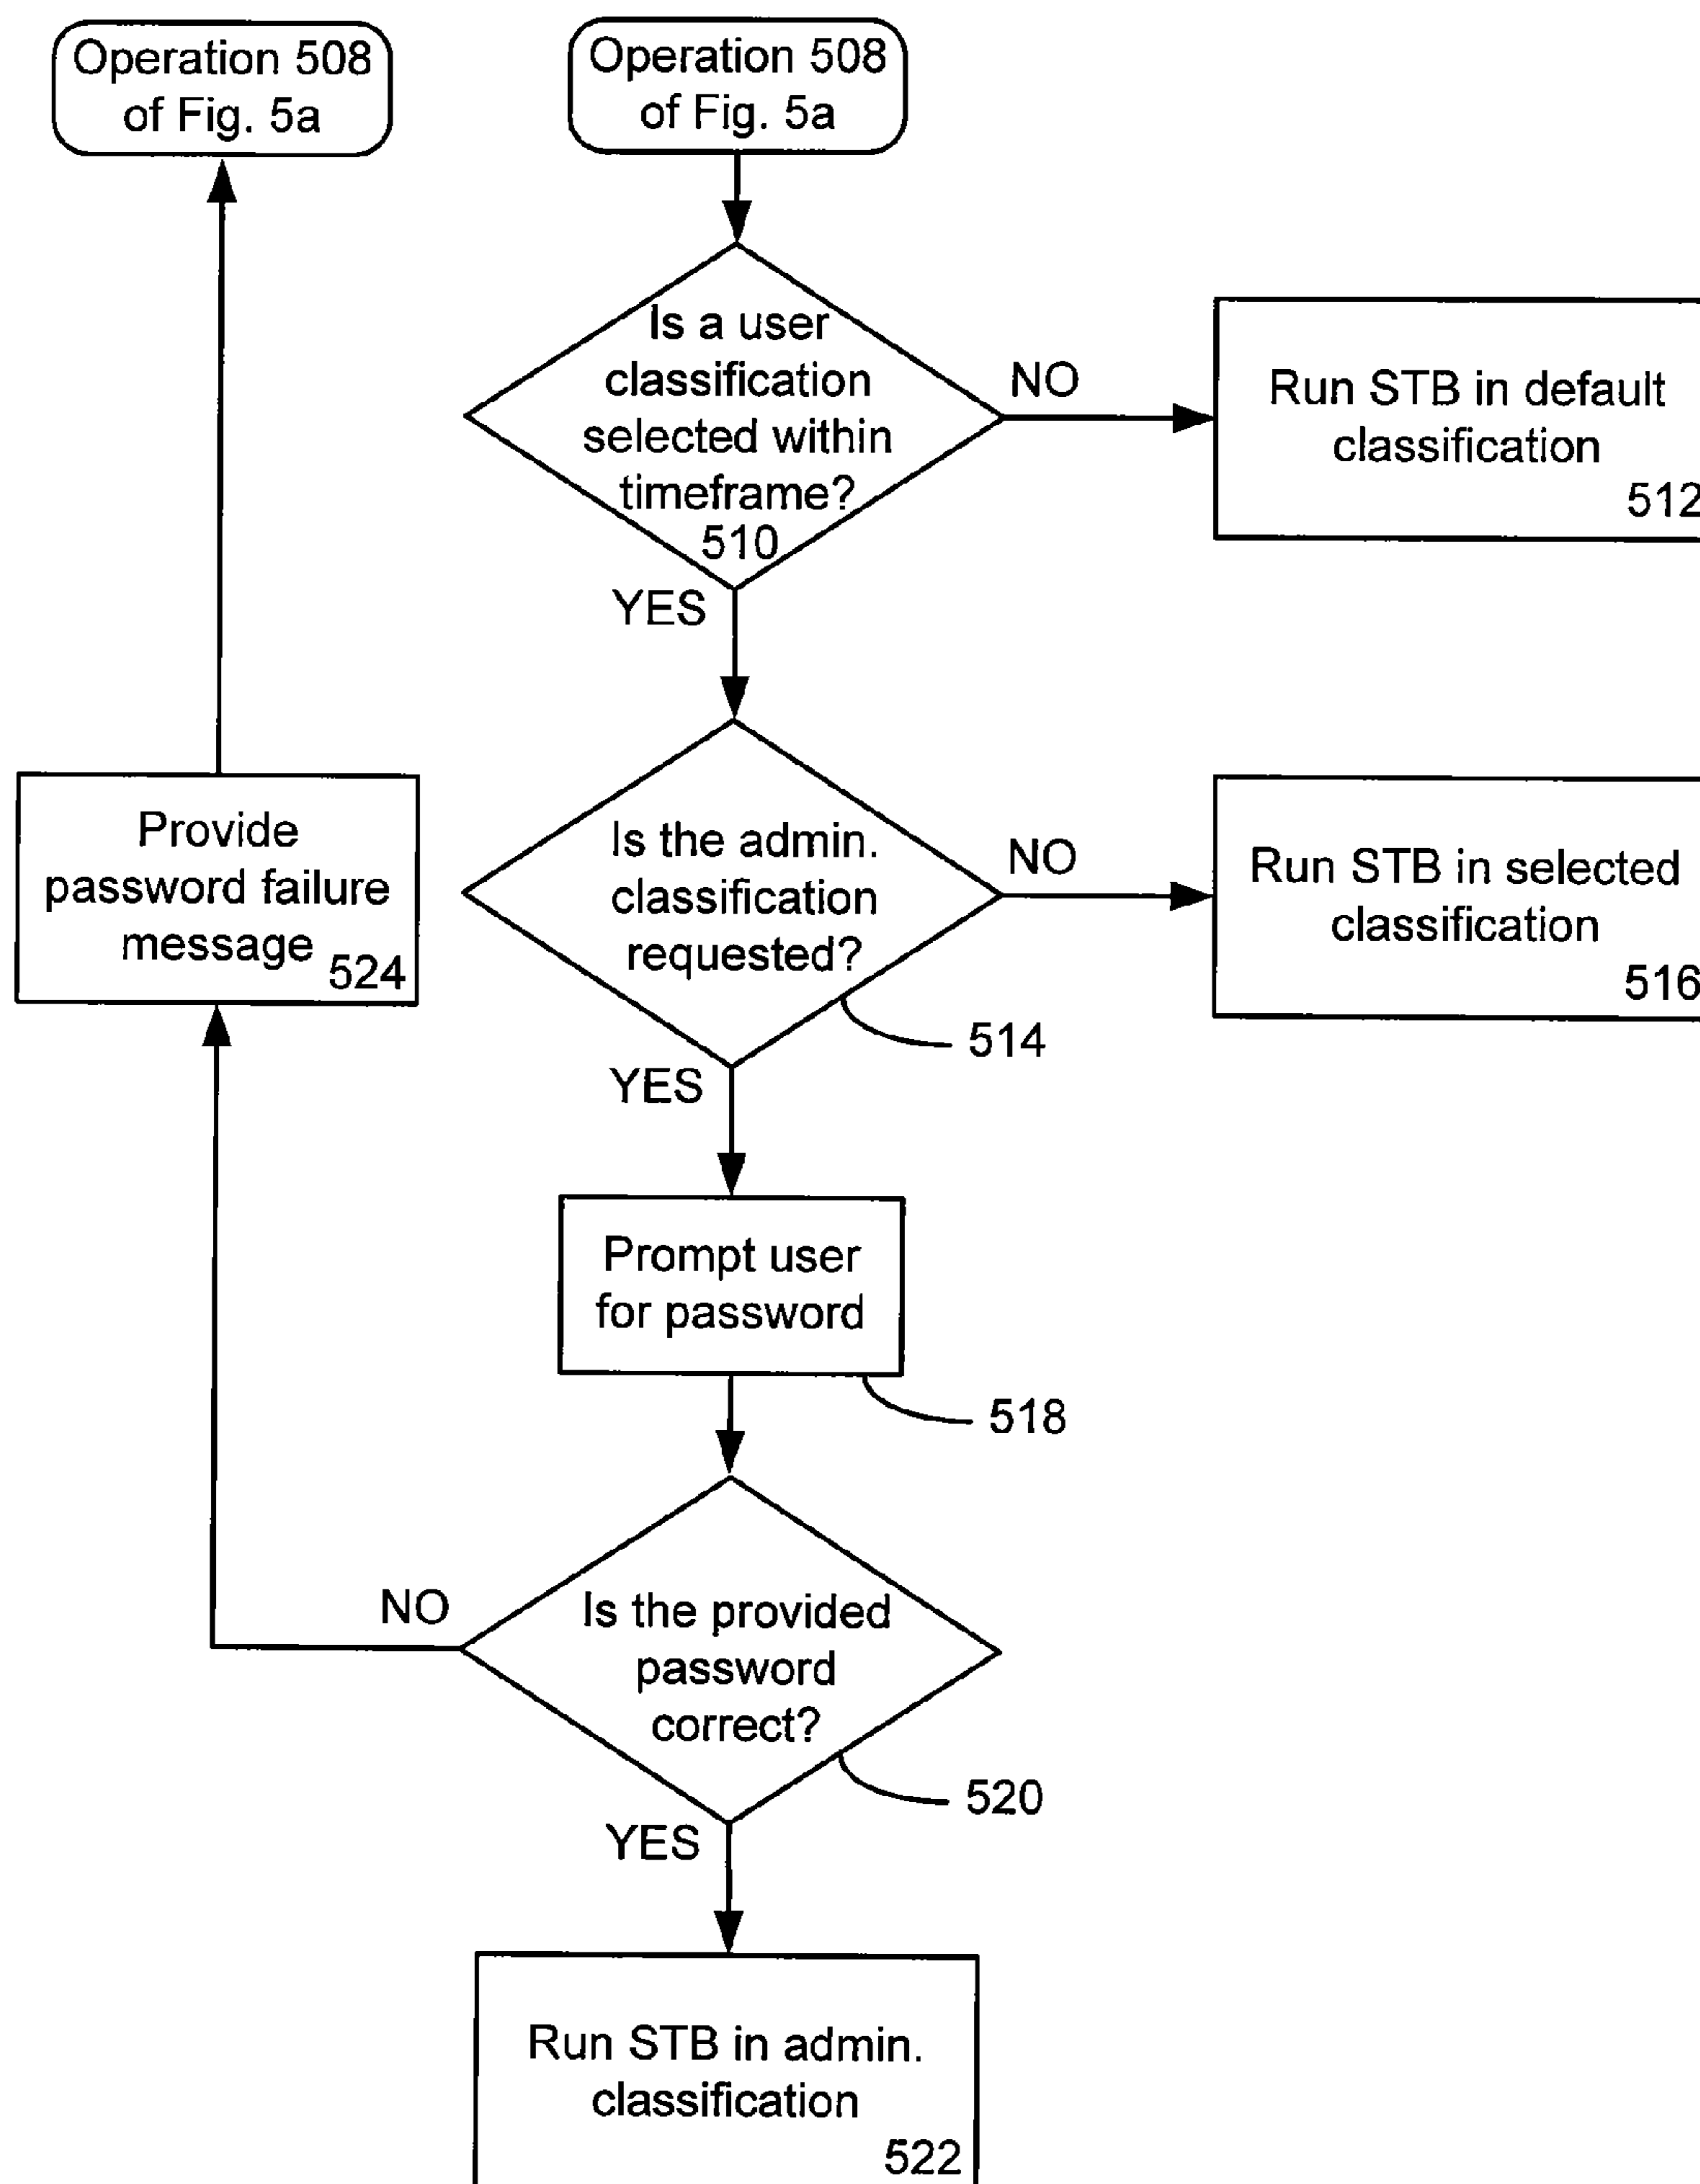 Operation 508
of Fig. 5a
Operation 508
of Fig. 5a
Is a user
classification
selected within
timeframe?
510
NO
Run STB in default
classification
512
YES
Is the admin.
classification
requested?
514
NO
Run STB in selected
classification
516
Provide
password failure
message
524
YES
Prompt user
for password
518
Is the provided
password
correct?
520
NO
YES
Run STB in admin.
classification
522